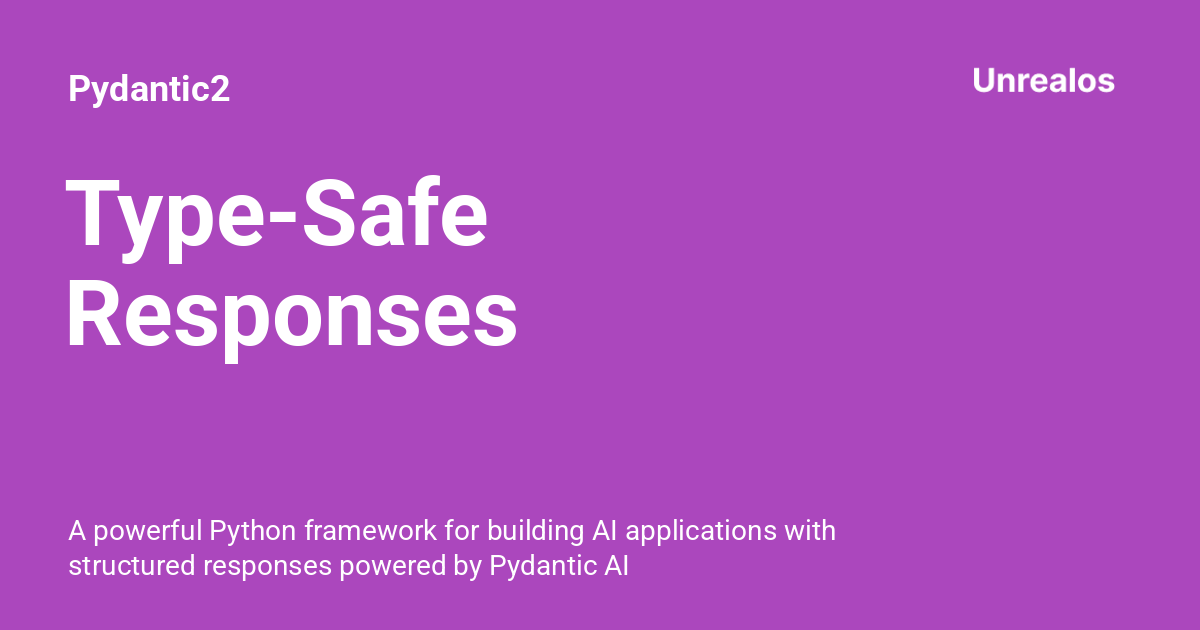 Pydantic2
Unrealos
Type-Safe
Responses
A powerful Python framework for building AI applications with
structured responses powered by Pydantic AI